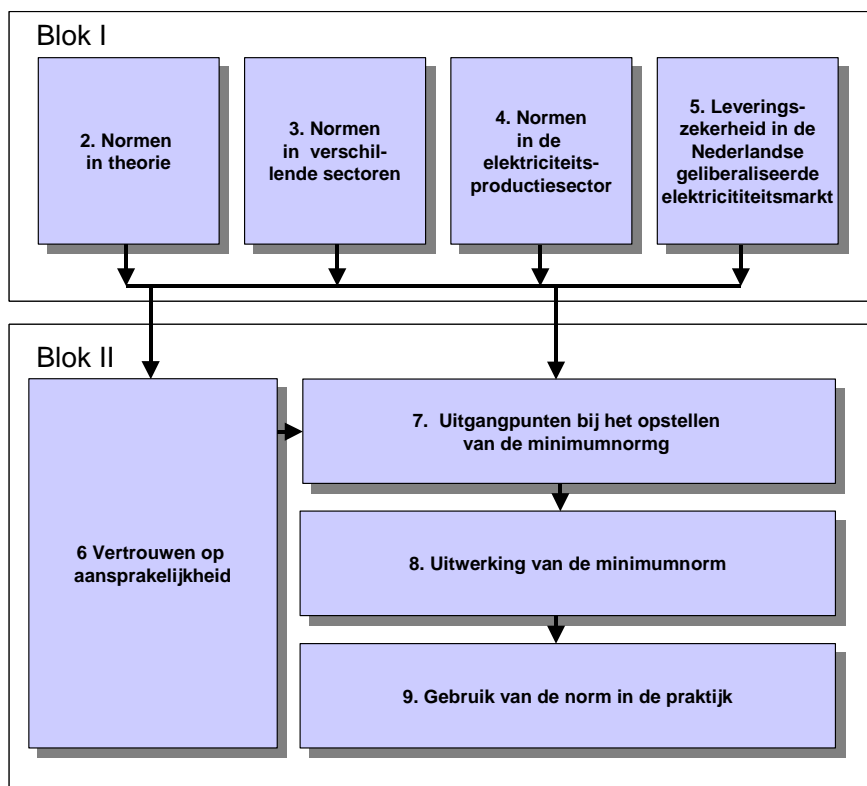 Blok I
2. Normen
in theorie
3. Normen
in verschil-
lende sectoren
4. Normen
in de
elektriciteits-
productiesector
5. Leverings-
zekerheid in de
Nederlandse
geliberaliseerde
elektricititeitsmarkt
Blok II
6 Vertrouwen op
aansprakelijkheid
7. Uitgangpunten bij het opstellen
van de minimumnormg
8. Uitwerking van de minimumnorm
9. Gebruik van de norm in de praktijk